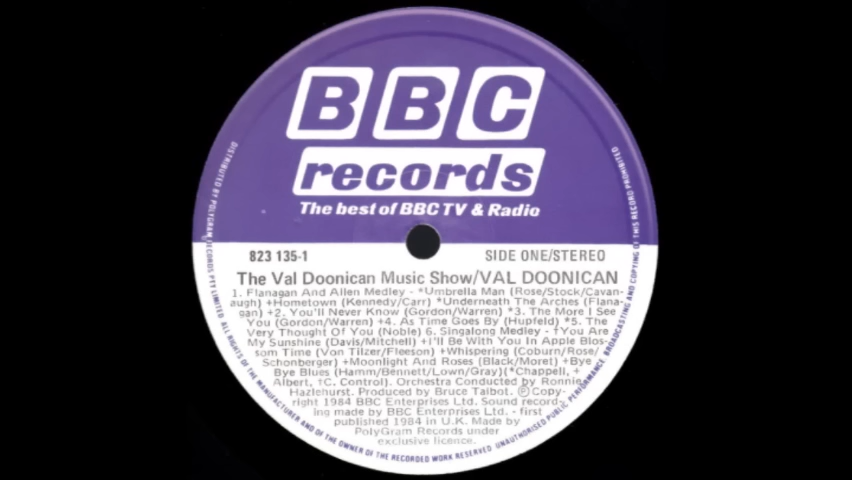 BBC
records
The best of BBC TV & Radio
823 135-1 SIDE ONE/STEREO
The Val Doonican Music Show/VAL DOONICAN
1. Flanagan And Allen Medley - *Umbrella Man (Rose/Stock/Cavan-
augh) +Hometown (Kennedy/Carr) *Underneath The Arches (Flana-
gan) +2. You'll Never Know (Gordon/Warren) *3. The More I See
You (Gordon/Warren) +4. As Time Goes By (Hupfeld) *5. The
Very Thought Of You (Noble) 6. Singalong Medley - †You Are
My Sunshine (Davis/Mitchell) +I'll Be With You In Apple Blos-
som Time (Von Tilzer/Fleeson) +Whispering (Coburn/Rose/
Schonberger) +Moonlight And Roses (Black/Moret) +Bye
Bye Blues (Hamm/Bennett/Lown/Gray)(*Chappell, +
Albert, †C. Control). Orchestra Conducted by Ronnie
Hazlehurst. Produced by Bruce Talbot. ℗ Copy-
right 1984 BBC Enterprises Ltd. Sound record-
ing made by BBC Enterprises Ltd. - first
published 1984 in U.K. Made by
PolyGram Records under
exclusive licence.
DISTRIBUTED BY POLYGRAM RECORDS PTY LIMITED. ALL RIGHTS OF THE MANUFACTURER AND OF THE OWNER OF THE RECORDED WORK RESERVED. UNAUTHORISED PUBLIC PERFORMANCE, BROADCASTING AND COPYING OF THIS RECORD PROHIBITED.